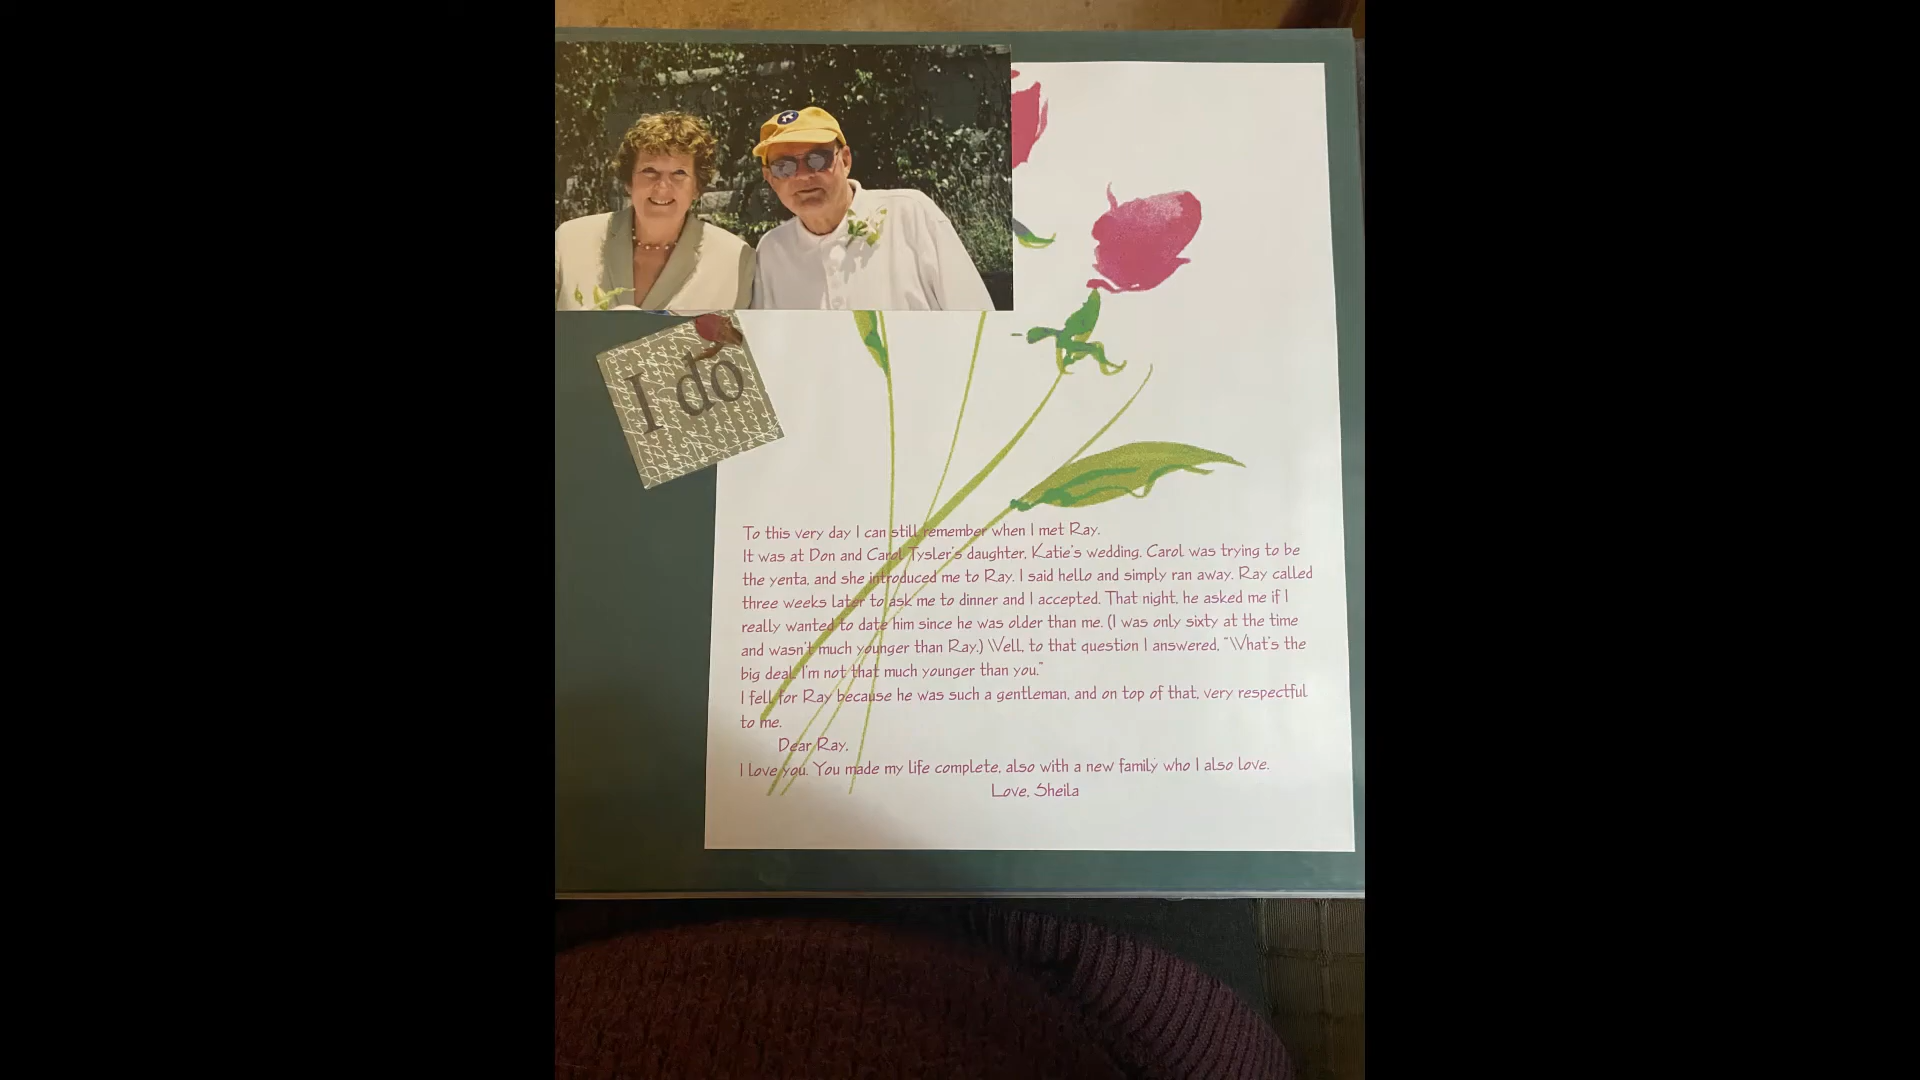 I do
To this very day I can still remember when I met Ray.
It was at Don and Carol Tysler's daughter, Katie's wedding. Carol was trying to be
the yenta, and she introduced me to Ray. I said hello and simply ran away. Ray called
three weeks later to ask me to dinner and I accepted. That night, he asked me if I
really wanted to date him since he was older than me. (I was only sixty at the time
and wasn't much younger than Ray.) Well, to that question I answered, "What's the
big deal, I'm not that much younger than you."
I fell for Ray because he was such a gentleman, and on top of that, very respectful
to me.
Dear Ray,
I love you. You made my life complete, also with a new family who I also love.
Love, Sheila